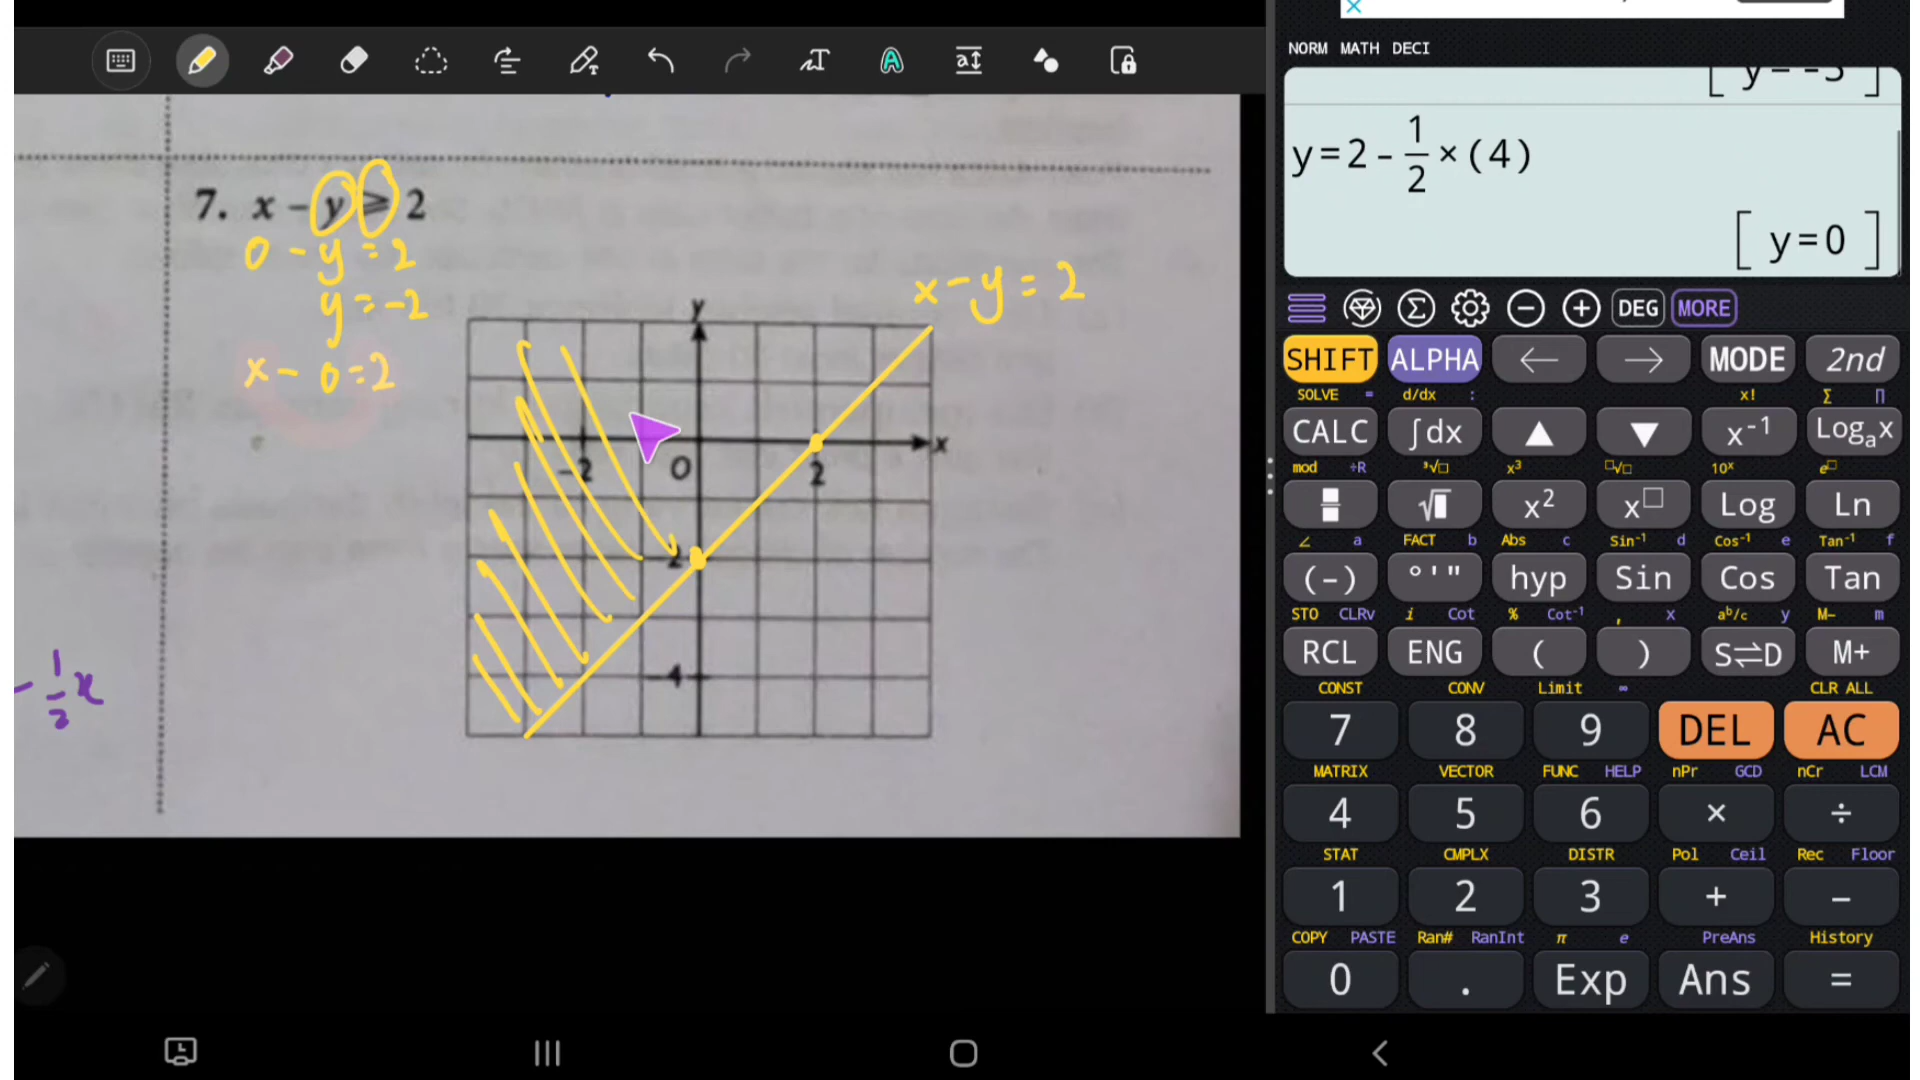 7. x − y ⩾ 2
0 − y = 2
y = −2
x − 0 = 2
x − y = 2
y
x
−2 O 2
−2
−4
− 1/2 x
NORM MATH DECI
[ y = −3 ]
y = 2 − 1/2 × (4)
[ y = 0 ]
DEG MORE
SHIFT ALPHA ← → MODE 2nd
SOLVE = d/dx : x! Σ ∏
CALC ∫dx ▲ ▼ x⁻¹ Logₐx
mod ÷R ³√□ x³ □√□ 10ˣ e□
√ x² x□ Log Ln
∠ a FACT b Abs c Sin⁻¹ d Cos⁻¹ e Tan⁻¹ f
(−) °'" hyp Sin Cos Tan
STO CLRv i Cot % Cot⁻¹ , x aᵇ/c y M− m
RCL ENG ( ) S⇌D M+
CONST CONV Limit ∞ CLR ALL
7 8 9 DEL AC
MATRIX VECTOR FUNC HELP nPr GCD nCr LCM
4 5 6 × ÷
STAT CMPLX DISTR Pol Ceil Rec Floor
1 2 3 + −
COPY PASTE Ran# RanInt π e PreAns History
0 . Exp Ans =